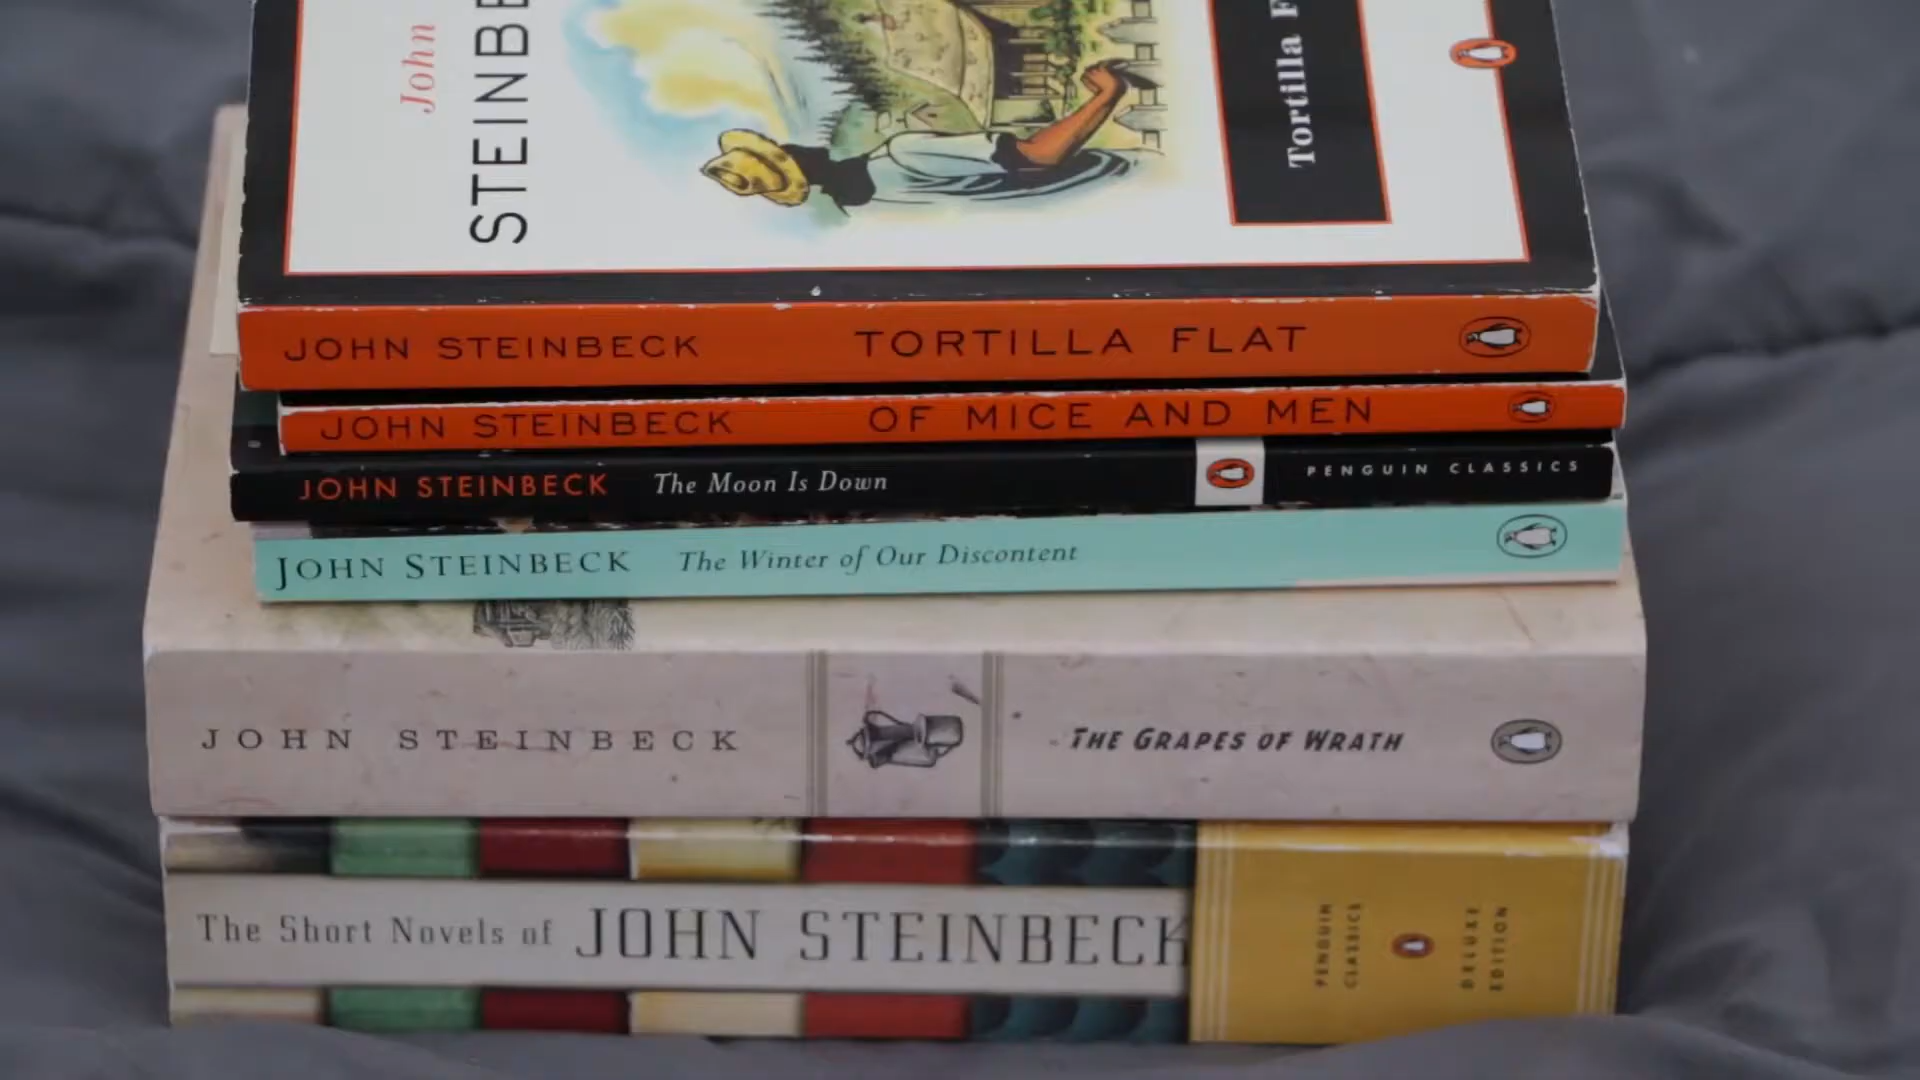 John
STEINBE
Tortilla F
JOHN STEINBECK TORTILLA FLAT
JOHN STEINBECK OF MICE AND MEN
JOHN STEINBECK The Moon Is Down PENGUIN CLASSICS
JOHN STEINBECK The Winter of Our Discontent
JOHN STEINBECK THE GRAPES OF WRATH
The Short Novels of JOHN STEINBECK
PENGUIN
CLASSICS
DELUXE
EDITION